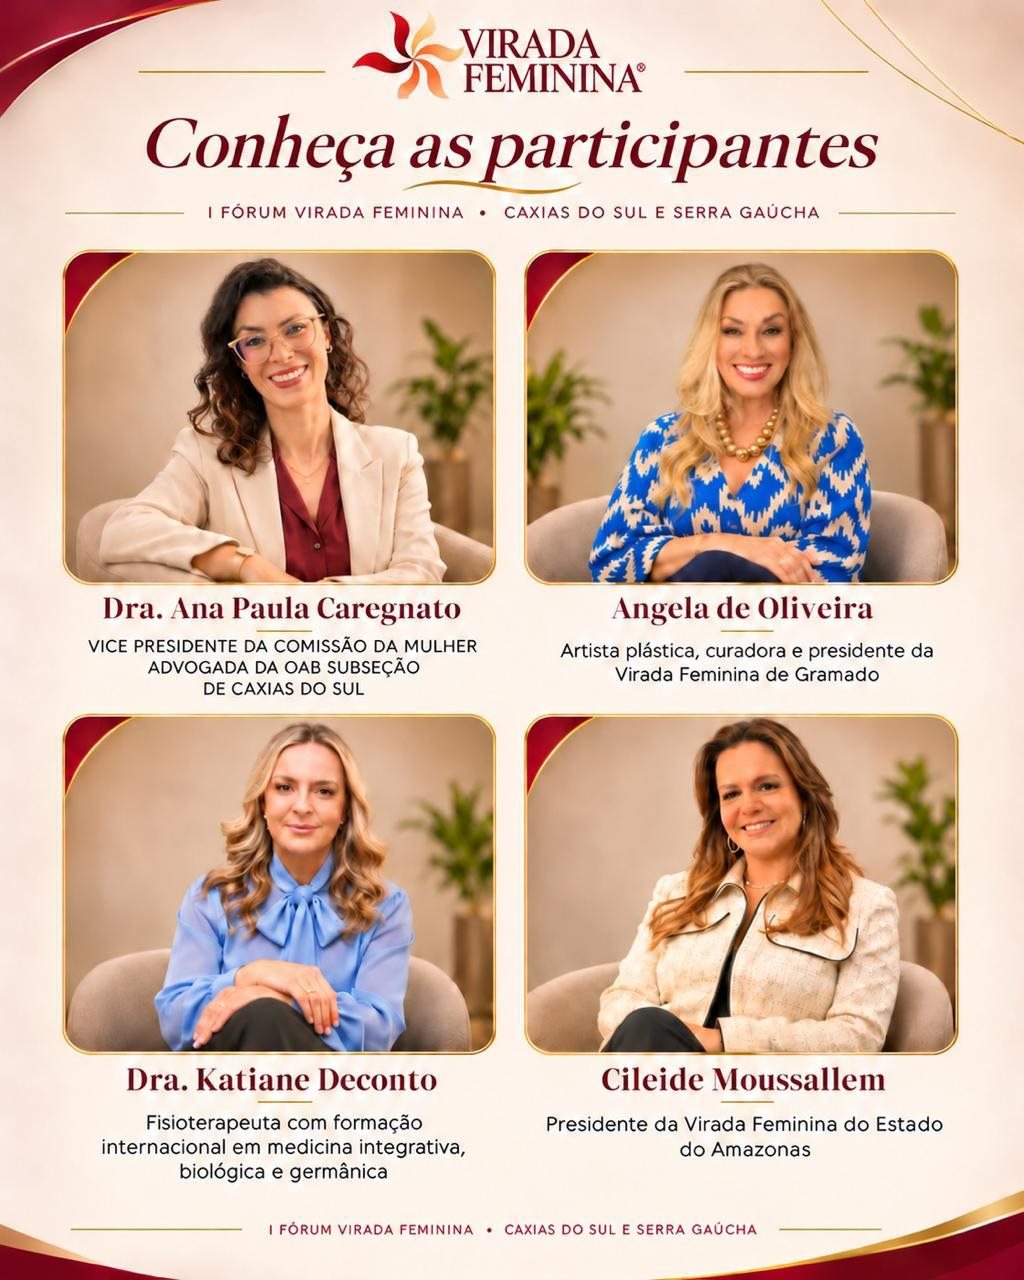 VIRADA
FEMININA®
Conheça as participantes
I FÓRUM VIRADA FEMININA • CAXIAS DO SUL E SERRA GAÚCHA
Dra. Ana Paula Caregnato
VICE PRESIDENTE DA COMISSÃO DA MULHER
ADVOGADA DA OAB SUBSEÇÃO
DE CAXIAS DO SUL
Angela de Oliveira
Artista plástica, curadora e presidente da
Virada Feminina de Gramado
Dra. Katiane Deconto
Fisioterapeuta com formação
internacional em medicina integrativa,
biológica e germânica
Cileide Moussallem
Presidente da Virada Feminina do Estado
do Amazonas
I FÓRUM VIRADA FEMININA • CAXIAS DO SUL E SERRA GAÚCHA